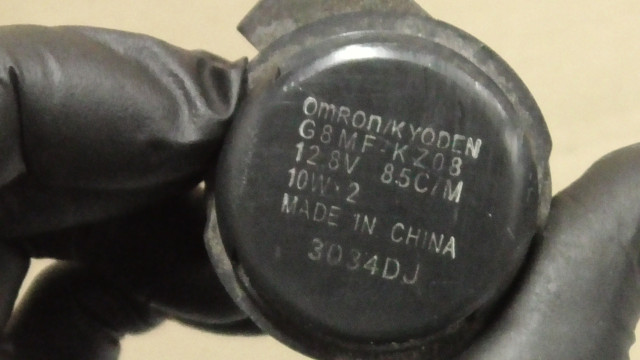 OMRON/KYODEN
G8MF-KZ08
12.8V 85C/M
10W×2
MADE IN CHINA
3034DJ